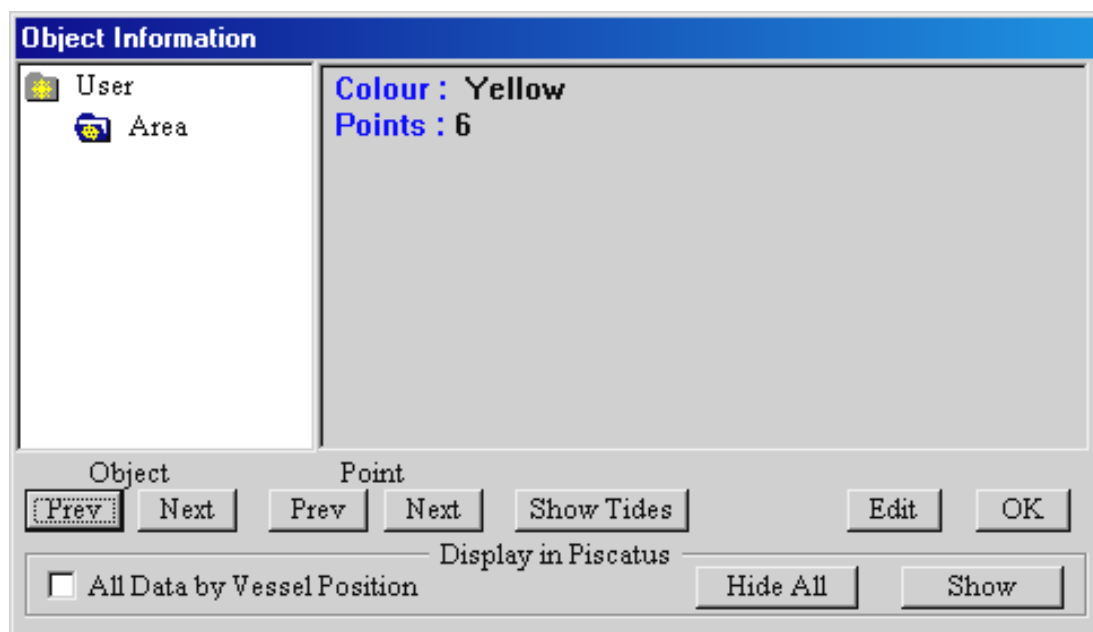 Object Information
User
Area
Colour : Yellow
Points : 6
Object Point
Prev Next Prev Next Show Tides Edit OK
Display in Piscatus
All Data by Vessel Position Hide All Show